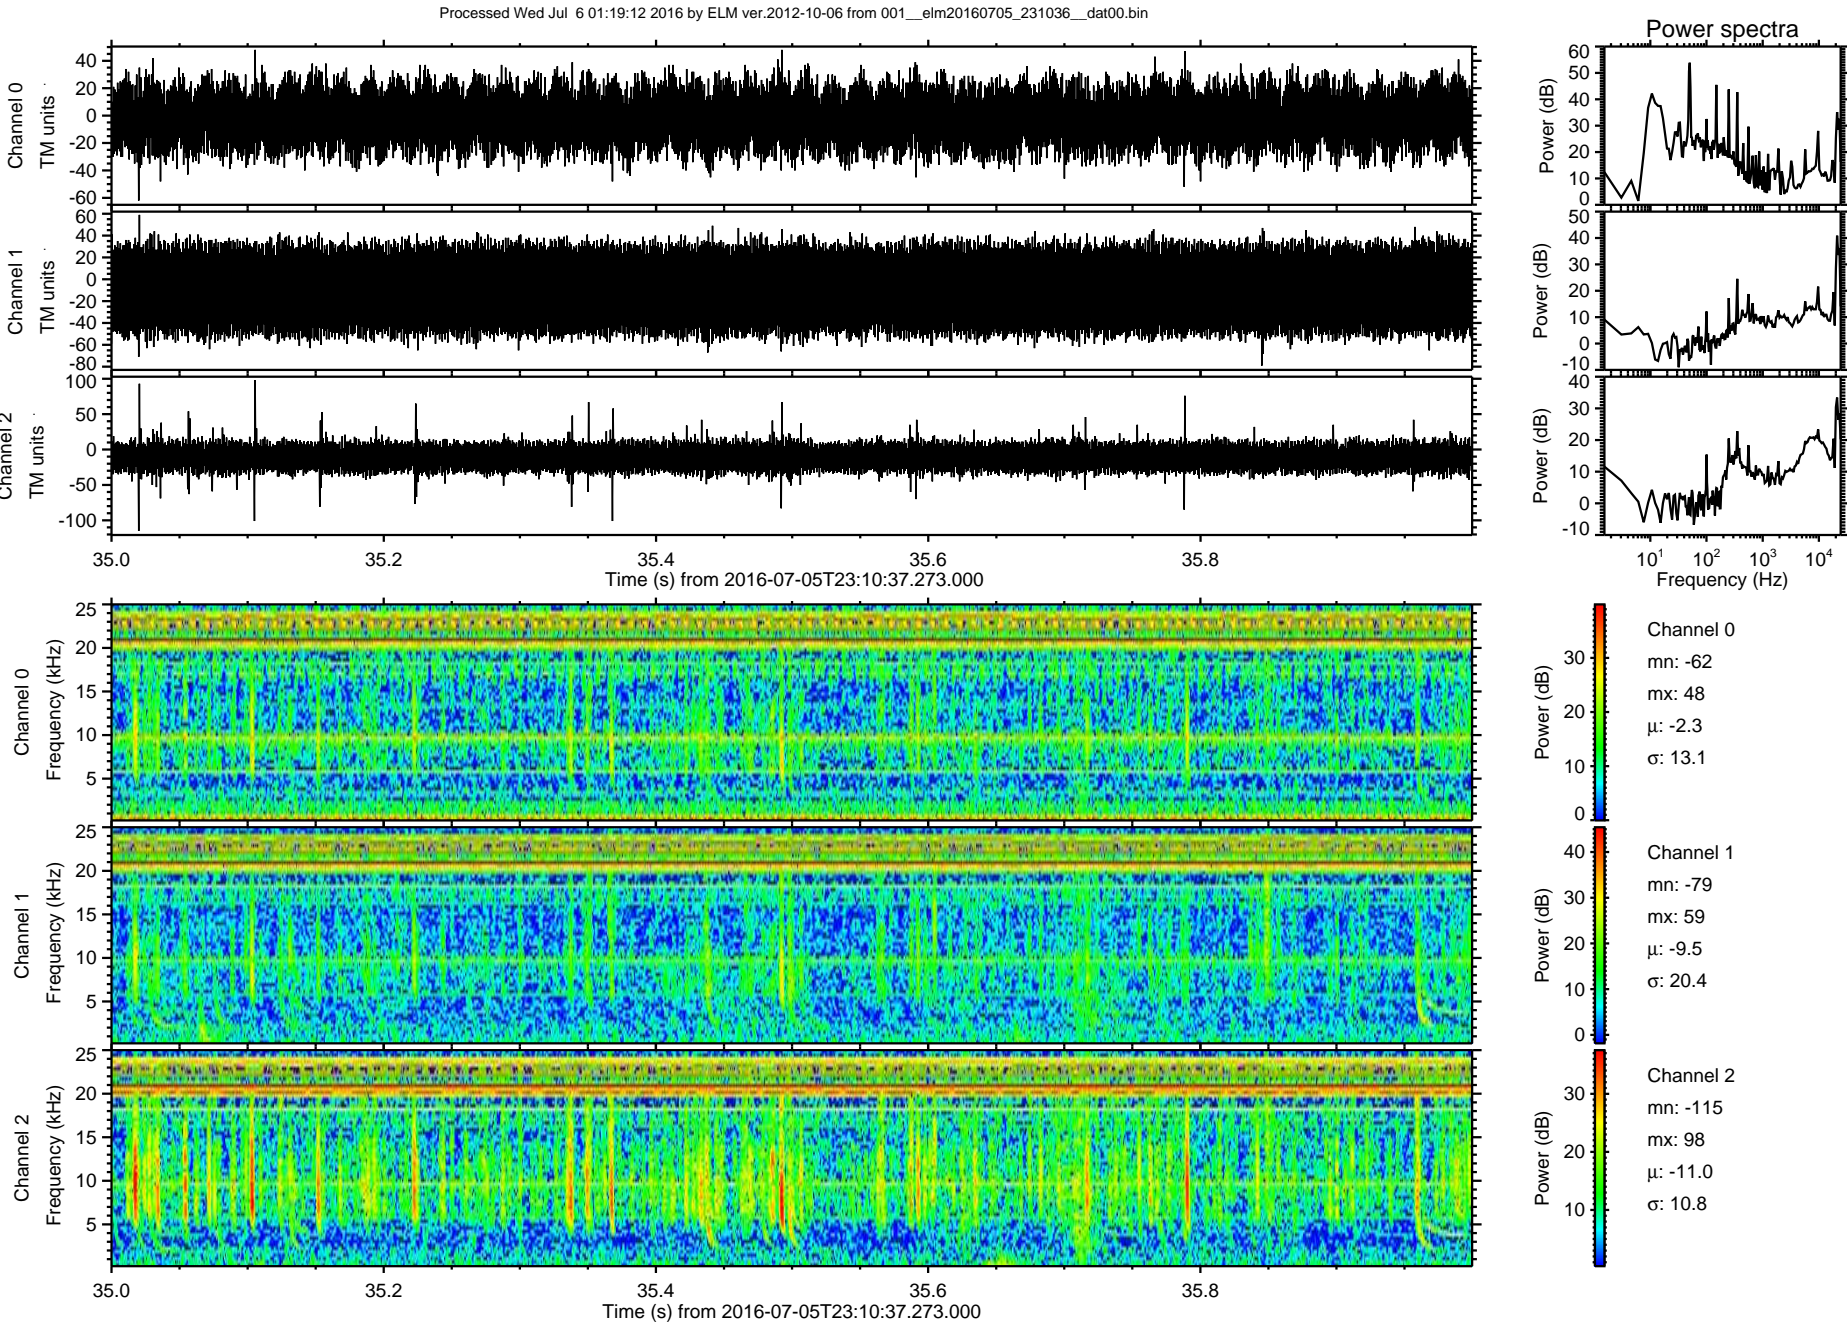 Processed Wed Jul  6 01:19:12 2016 by ELM ver.2012-10-06 from 001__elm20160705_231036__dat00.bin
Power spectra
Channel 0
TM units
40
20
0
-20
-40
-60
Power (dB)
60
50
40
30
20
10
0
Channel 1
TM units
60
40
20
0
-20
-40
-60
-80
Power (dB)
50
40
30
20
10
0
-10
Channel 2
TM units
100
50
0
-50
-100
Power (dB)
40
30
20
10
0
-10
35.0 35.2 35.4 35.6 35.8
Time (s) from 2016-07-05T23:10:37.273.000
10^1 10^2 10^3 10^4
Frequency (Hz)
Channel 0
Frequency (kHz)
25
20
15
10
5
Power (dB)
30
20
10
0
Channel 0
mn: -62
mx: 48
μ: -2.3
σ: 13.1
Channel 1
Frequency (kHz)
25
20
15
10
5
Power (dB)
40
30
20
10
0
Channel 1
mn: -79
mx: 59
μ: -9.5
σ: 20.4
Channel 2
Frequency (kHz)
25
20
15
10
5
Power (dB)
30
20
10
Channel 2
mn: -115
mx: 98
μ: -11.0
σ: 10.8
35.0 35.2 35.4 35.6 35.8
Time (s) from 2016-07-05T23:10:37.273.000